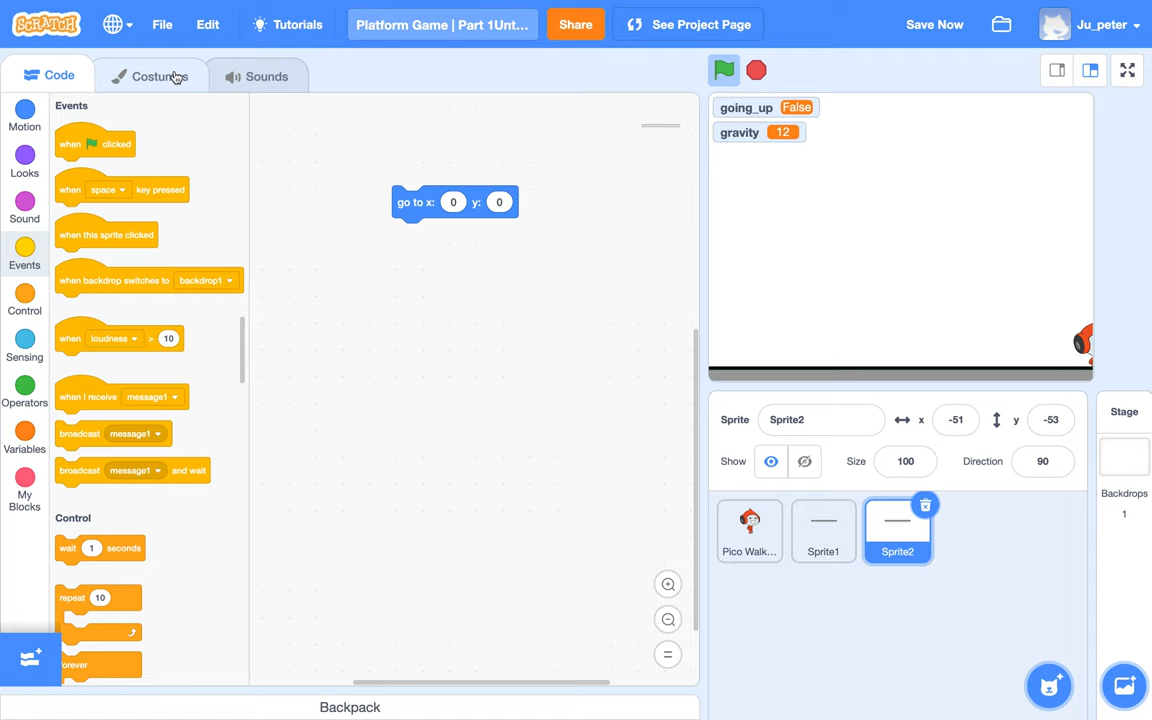 SCRATCH File Edit Tutorials Platform Game | Part 1Unt... Share See Project Page Save Now Ju_peter
Code Costumes Sounds
Motion
Looks
Sound
Events
Control
Sensing
Operators
Variables
My
Blocks
Events
when clicked
when space key pressed
when this sprite clicked
when backdrop switches to backdrop1
when loudness > 10
when I receive message1
broadcast message1
broadcast message1 and wait
Control
wait 1 seconds
repeat 10
forever
go to x: 0 y: 0
Backpack
going_up False
gravity 12
Sprite Sprite2 x -51 y -53
Show Size 100 Direction 90
Pico Walk... Sprite1 Sprite2
Stage
Backdrops
1